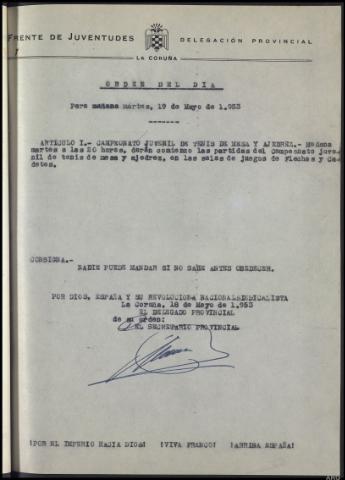 FRENTE DE JUVENTUDES DELEGACIÓN PROVINCIAL
LA CORUÑA
ORDEN DEL DIA
Para mañana martes, 19 de Mayo de 1.953
ARTICULO I.- CAMPEONATO JUVENIL DE TENIS DE MESA Y AJEDREZ.- Mañana
martes a las 20 horas, darán comienzo las partidas del Campeonato juve-
nil de tenis de mesa y ajedrez, en las salas de juegos de Flechas y Ca-
detes.
CONSIGNA.-
NADIE PUEDE MANDAR SI NO SABE ANTES OBEDECER.
POR DIOS, ESPAÑA Y SU REVOLUCION NACIONALSINDICALISTA
La Coruña, 18 de Mayo de 1.953
EL DELEGADO PROVINCIAL
de su orden:
EL SECRETARIO PROVINCIAL
¡POR EL IMPERIO HACIA DIOS! ¡VIVA FRANCO! ¡ARRIBA ESPAÑA!